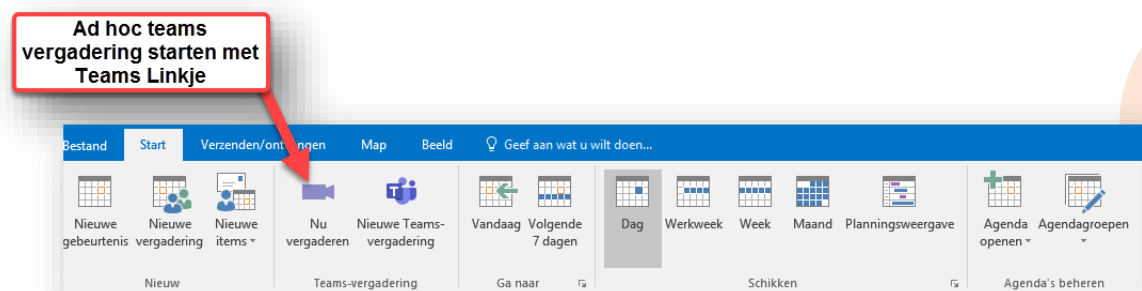 Ad hoc teams
vergadering starten met
Teams Linkje
Bestand Start Verzenden/ont ngen Map Beeld Geef aan wat u wilt doen...
Nieuwe Nieuwe Nieuwe Nu Nieuwe Teams- Vandaag Volgende Dag Werkweek Week Maand Planningsweergave Agenda Agendagroepen
gebeurtenis vergadering items vergaderen vergadering 7 dagen openen
Nieuw Teams-vergadering Ga naar Schikken Agenda's beheren